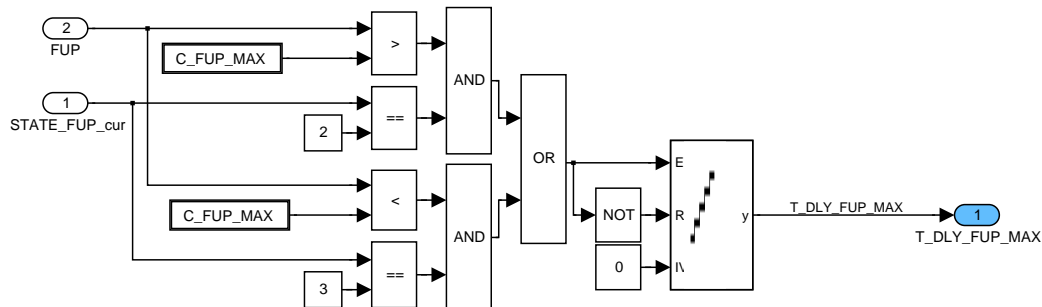 2
FUP
C_FUP_MAX
>
AND
1
STATE_FUP_cur
==
2
OR
E
<
C_FUP_MAX
AND
NOT
R
y
T_DLY_FUP_MAX
1
T_DLY_FUP_MAX
==
3
0
I\